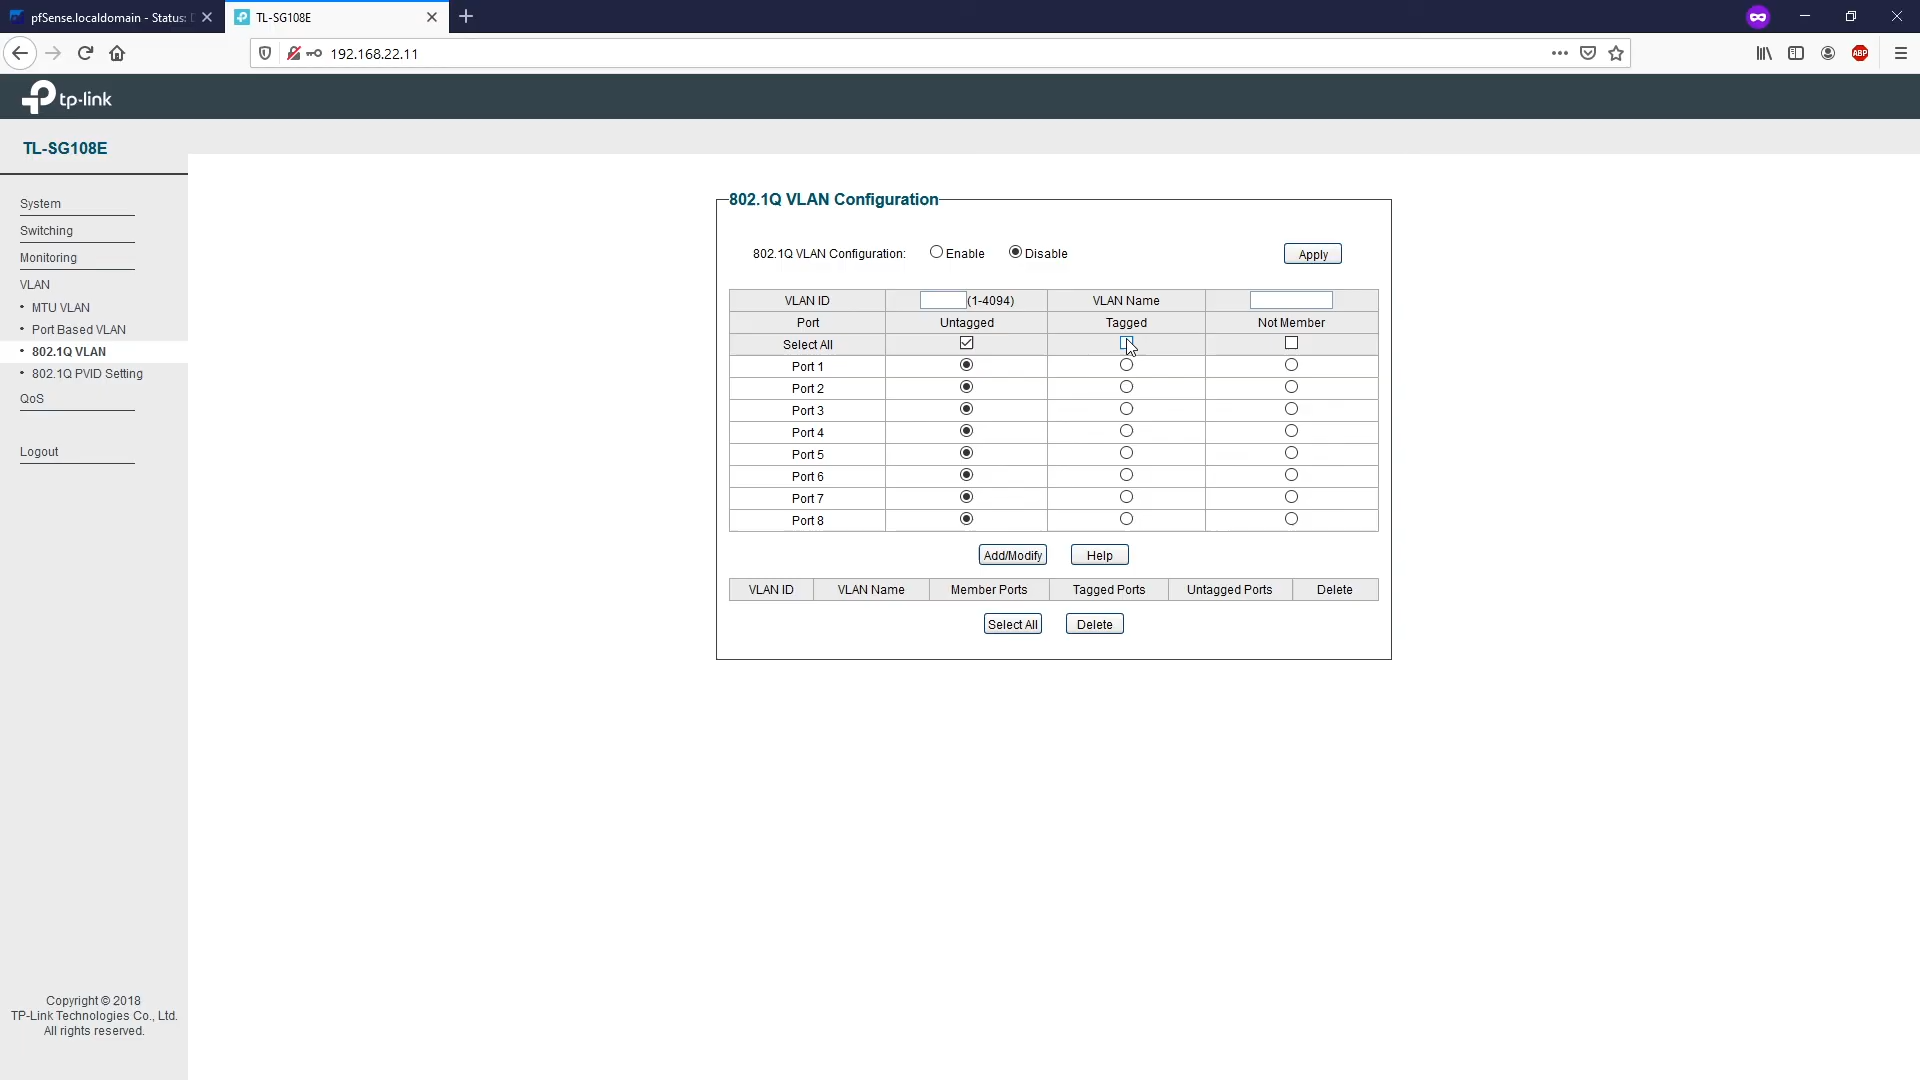 pfSense.localdomain - Status:
TL-SG108E
192.168.22.11
ABP
tp-link
TL-SG108E
System
Switching
Monitoring
VLAN
• MTU VLAN
• Port Based VLAN
• 802.1Q VLAN
• 802.1Q PVID Setting
QoS
Logout
Copyright © 2018
TP-Link Technologies Co., Ltd.
All rights reserved.
802.1Q VLAN Configuration
802.1Q VLAN Configuration: Enable Disable Apply
VLAN ID (1-4094) VLAN Name
Port Untagged Tagged Not Member
Select All
Port 1
Port 2
Port 3
Port 4
Port 5
Port 6
Port 7
Port 8
Add/Modify Help
VLAN ID VLAN Name Member Ports Tagged Ports Untagged Ports Delete
Select All Delete